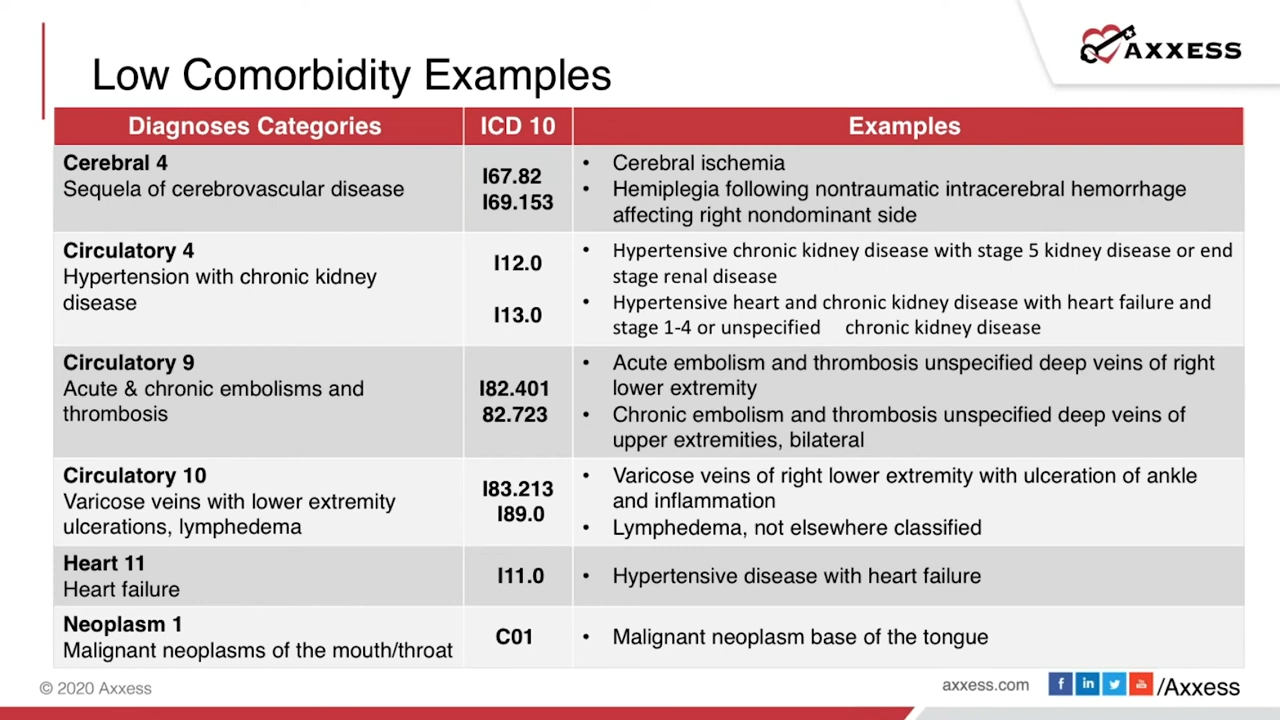 AXXESS
Low Comorbidity Examples
Diagnoses Categories
ICD 10
Examples
Cerebral 4
Sequela of cerebrovascular disease
I67.82
I69.153
• Cerebral ischemia
• Hemiplegia following nontraumatic intracerebral hemorrhage
affecting right nondominant side
Circulatory 4
Hypertension with chronic kidney
disease
I12.0
I13.0
• Hypertensive chronic kidney disease with stage 5 kidney disease or end
stage renal disease
• Hypertensive heart and chronic kidney disease with heart failure and
stage 1-4 or unspecified chronic kidney disease
Circulatory 9
Acute & chronic embolisms and
thrombosis
I82.401
82.723
• Acute embolism and thrombosis unspecified deep veins of right
lower extremity
• Chronic embolism and thrombosis unspecified deep veins of
upper extremities, bilateral
Circulatory 10
Varicose veins with lower extremity
ulcerations, lymphedema
I83.213
I89.0
• Varicose veins of right lower extremity with ulceration of ankle
and inflammation
• Lymphedema, not elsewhere classified
Heart 11
Heart failure
I11.0
• Hypertensive disease with heart failure
Neoplasm 1
Malignant neoplasms of the mouth/throat
C01
• Malignant neoplasm base of the tongue
© 2020 Axxess
axxess.com
/Axxess